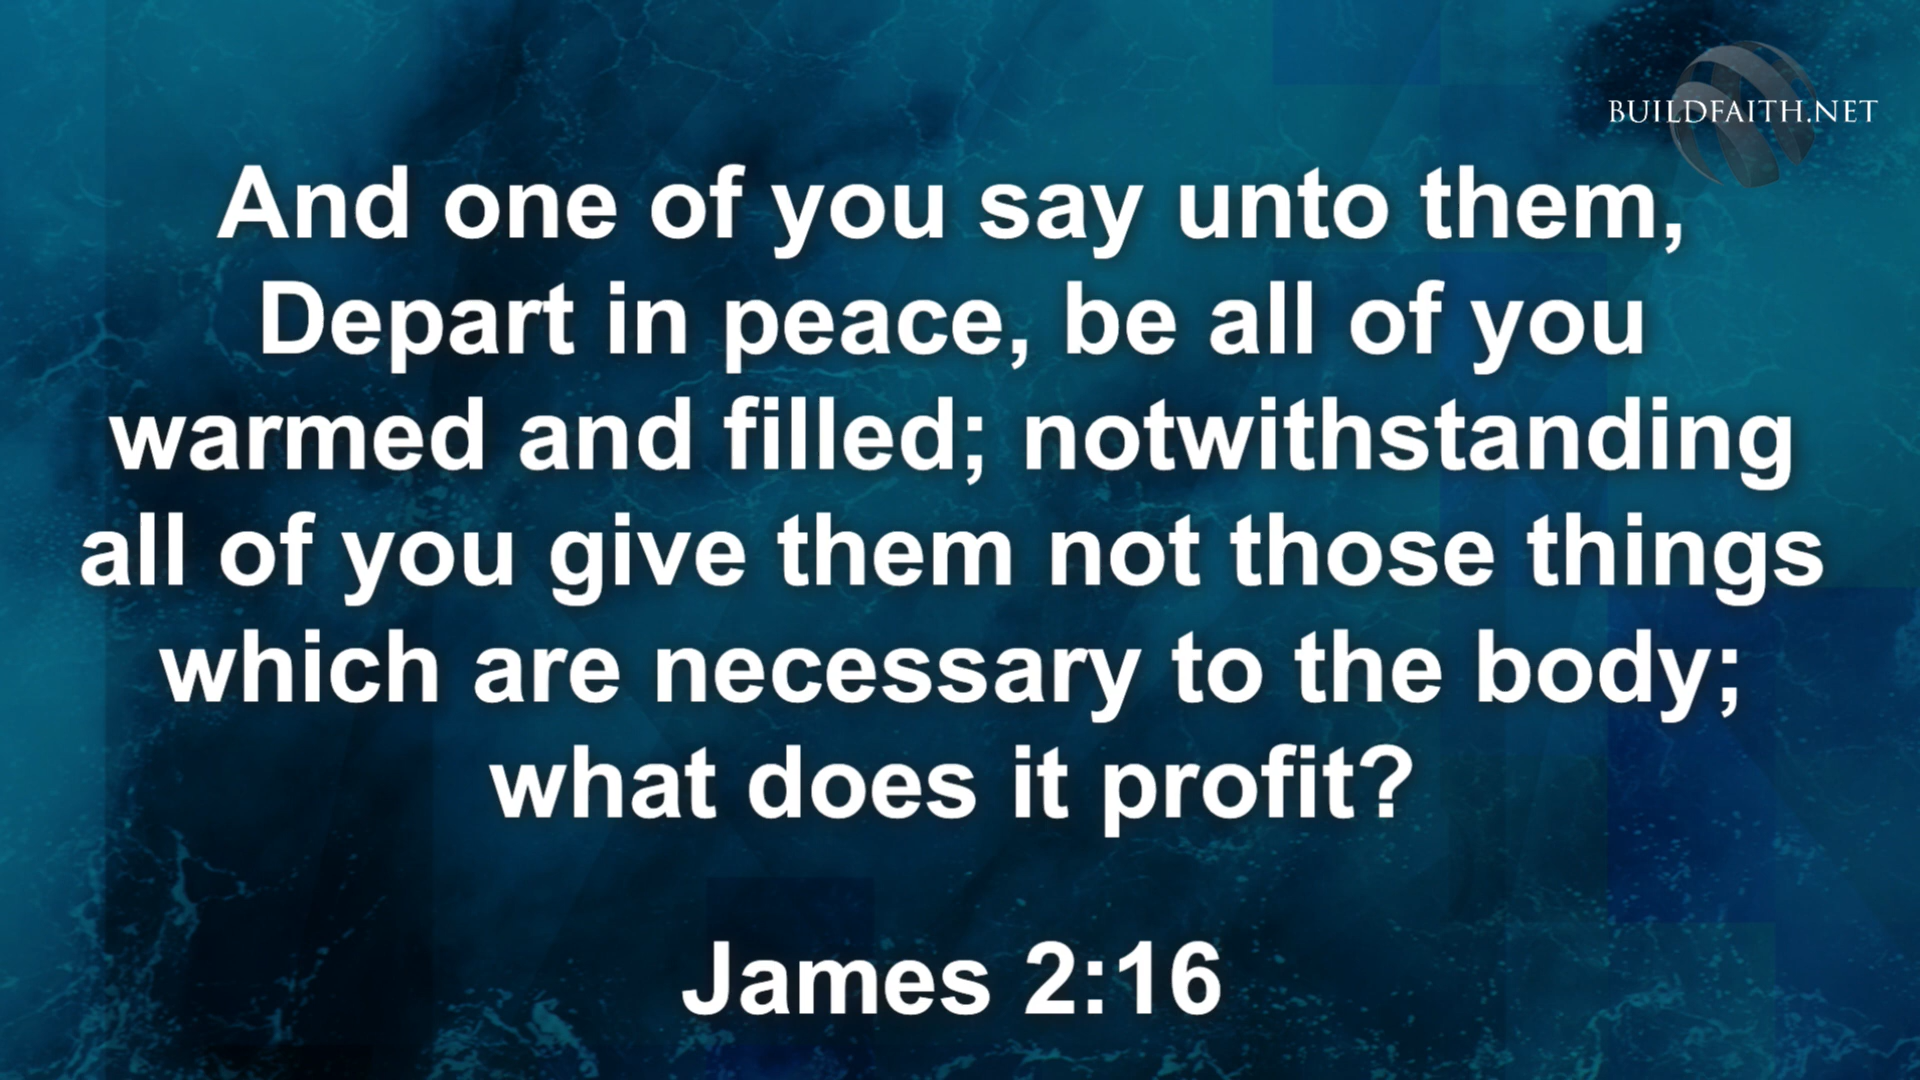 BUILDFAITH.NET
And one of you say unto them,
Depart in peace, be all of you
warmed and filled; notwithstanding
all of you give them not those things
which are necessary to the body;
what does it profit?
James 2:16